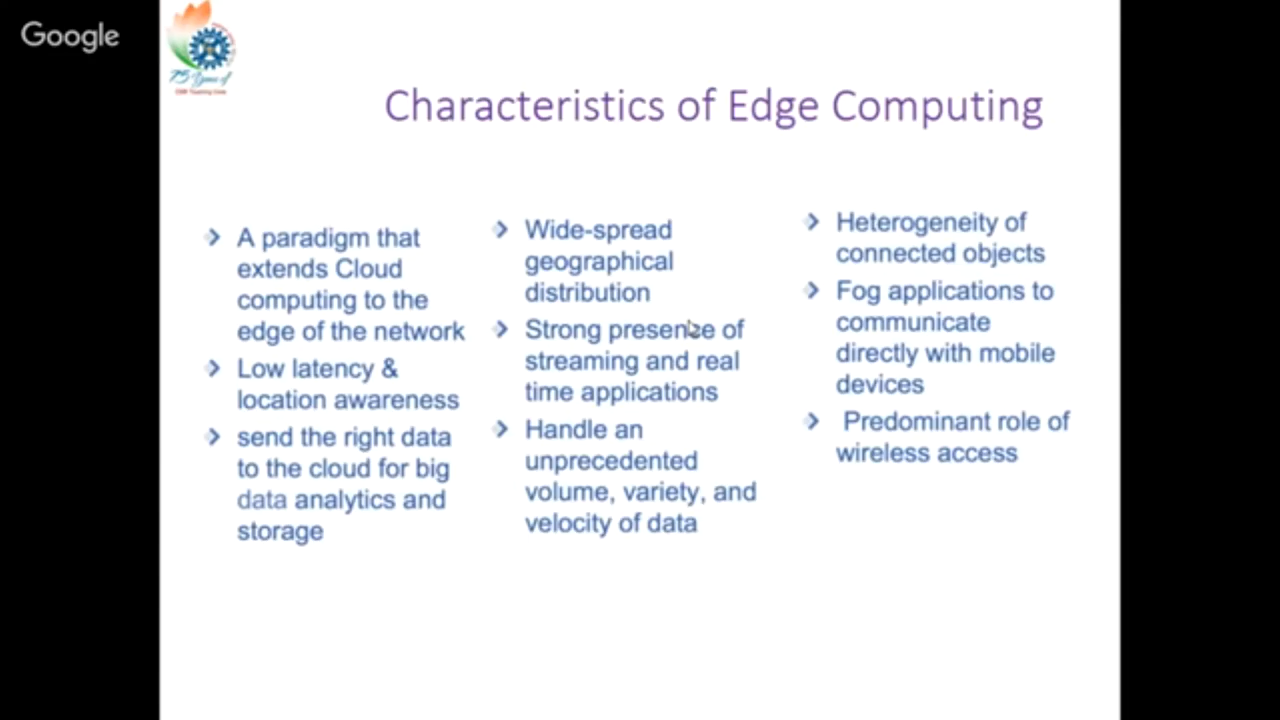 Google
75 Years of
Characteristics of Edge Computing
A paradigm that
extends Cloud
computing to the
edge of the network
Low latency &
location awareness
send the right data
to the cloud for big
data analytics and
storage
Wide-spread
geographical
distribution
Strong presence of
streaming and real
time applications
Handle an
unprecedented
volume, variety, and
velocity of data
Heterogeneity of
connected objects
Fog applications to
communicate
directly with mobile
devices
Predominant role of
wireless access